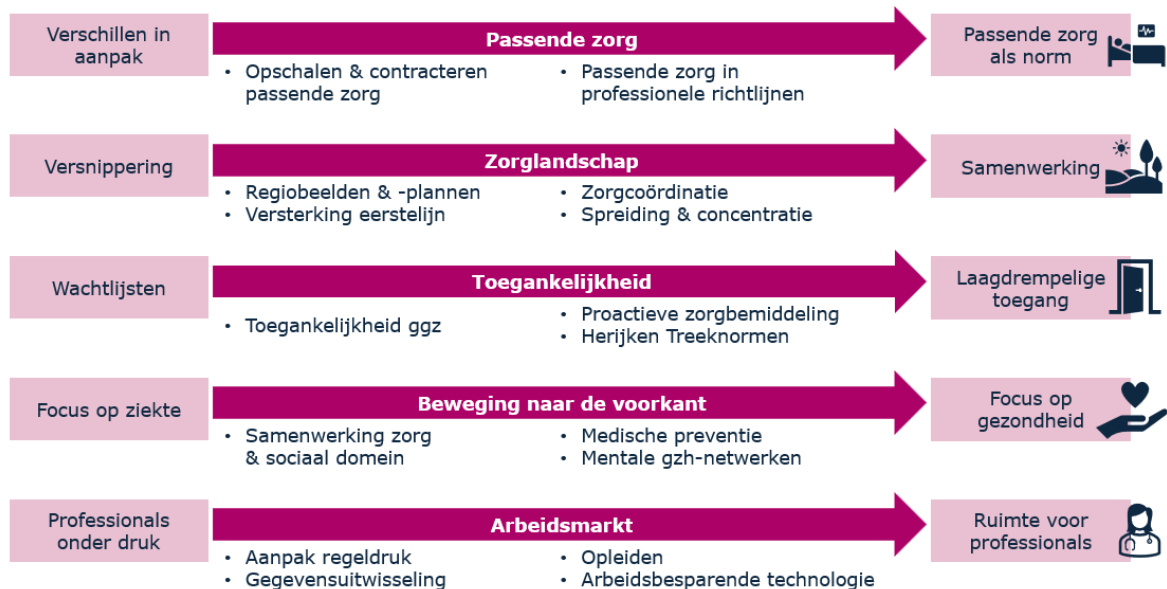 Verschillen in
aanpak
Passende zorg
• Opschalen & contracteren
passende zorg
• Passende zorg in
professionele richtlijnen
Passende zorg
als norm
Versnippering
Zorglandschap
• Regiobeelden & -plannen
• Versterking eerstelijn
• Zorgcoördinatie
• Spreiding & concentratie
Samenwerking
Wachtlijsten
Toegankelijkheid
• Toegankelijkheid ggz
• Proactieve zorgbemiddeling
• Herijken Treeknormen
Laagdrempelige
toegang
Focus op ziekte
Beweging naar de voorkant
• Samenwerking zorg
& sociaal domein
• Medische preventie
• Mentale gzh-netwerken
Focus op
gezondheid
Professionals
onder druk
Arbeidsmarkt
• Aanpak regeldruk
• Gegevensuitwisseling
• Opleiden
• Arbeidsbesparende technologie
Ruimte voor
professionals